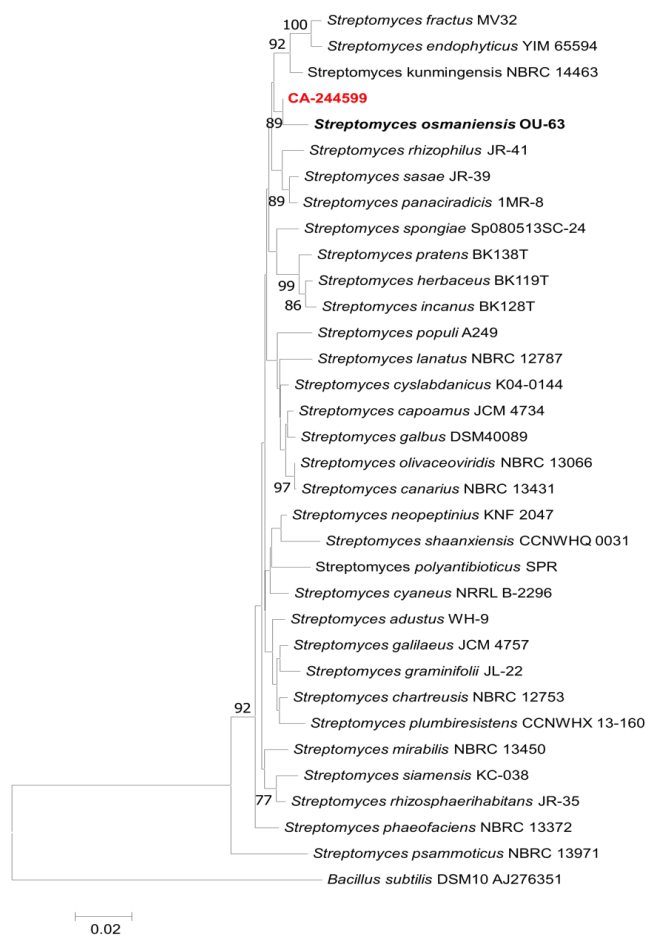 100
Streptomyces fractus MV32
92
Streptomyces endophyticus YIM 65594
Streptomyces kunmingensis NBRC 14463
CA-244599
89
Streptomyces osmaniensis OU-63
Streptomyces rhizophilus JR-41
Streptomyces sasae JR-39
89
Streptomyces panaciradicis 1MR-8
Streptomyces spongiae Sp080513SC-24
Streptomyces pratens BK138T
99
Streptomyces herbaceus BK119T
86
Streptomyces incanus BK128T
Streptomyces populi A249
Streptomyces lanatus NBRC 12787
Streptomyces cyslabdanicus K04-0144
Streptomyces capoamus JCM 4734
Streptomyces galbus DSM40089
Streptomyces olivaceoviridis NBRC 13066
97
Streptomyces canarius NBRC 13431
Streptomyces neopeptinius KNF 2047
Streptomyces shaanxiensis CCNWHQ 0031
Streptomyces polyantibioticus SPR
Streptomyces cyaneus NRRL B-2296
Streptomyces adustus WH-9
Streptomyces galilaeus JCM 4757
Streptomyces graminifolii JL-22
Streptomyces chartreusis NBRC 12753
92
Streptomyces plumbiresistens CCNWHX 13-160
Streptomyces mirabilis NBRC 13450
Streptomyces siamensis KC-038
77
Streptomyces rhizosphaerihabitans JR-35
Streptomyces phaeofaciens NBRC 13372
Streptomyces psammoticus NBRC 13971
Bacillus subtilis DSM10 AJ276351
0.02